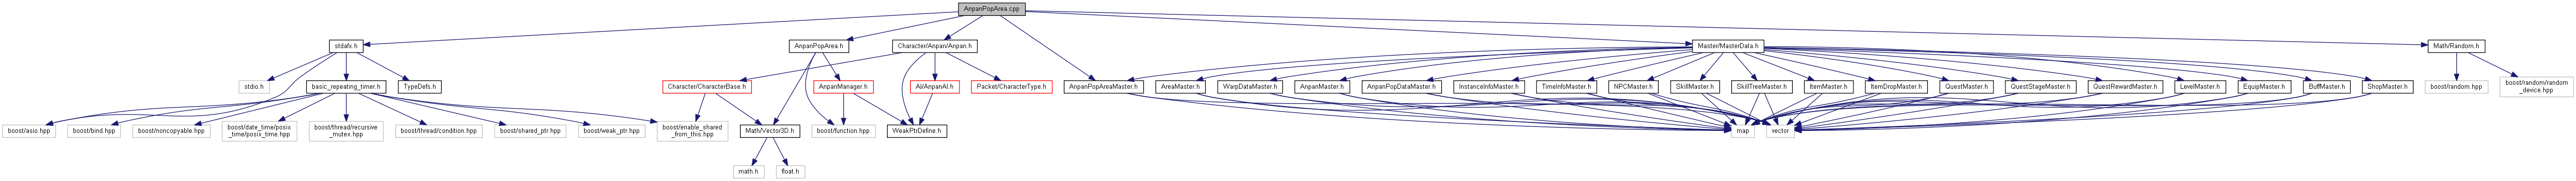 AnpanPopArea.cpp
stdafx.h
AnpanPopArea.h
Character/Anpan/Anpan.h
Master/MasterData.h
Math/Random.h
stdio.h
basic_repeating_timer.h
TypeDefs.h
Character/CharacterBase.h
AnpanManager.h
AI/AnpanAI.h
Packet/CharacterType.h
AnpanPopAreaMaster.h
AreaMaster.h
WarpDataMaster.h
AnpanMaster.h
AnpanPopDataMaster.h
InstanceInfoMaster.h
TimeInfoMaster.h
NPCMaster.h
SkillMaster.h
SkillTreeMaster.h
ItemMaster.h
ItemDropMaster.h
QuestMaster.h
QuestStageMaster.h
QuestRewardMaster.h
LevelMaster.h
EquipMaster.h
BuffMaster.h
ShopMaster.h
boost/random.hpp
boost/random/random
_device.hpp
boost/asio.hpp
boost/bind.hpp
boost/noncopyable.hpp
boost/date_time/posix
_time/posix_time.hpp
boost/thread/recursive
_mutex.hpp
boost/thread/condition.hpp
boost/shared_ptr.hpp
boost/weak_ptr.hpp
boost/enable_shared
_from_this.hpp
Math/Vector3D.h
boost/function.hpp
WeakPtrDefine.h
map
vector
math.h
float.h